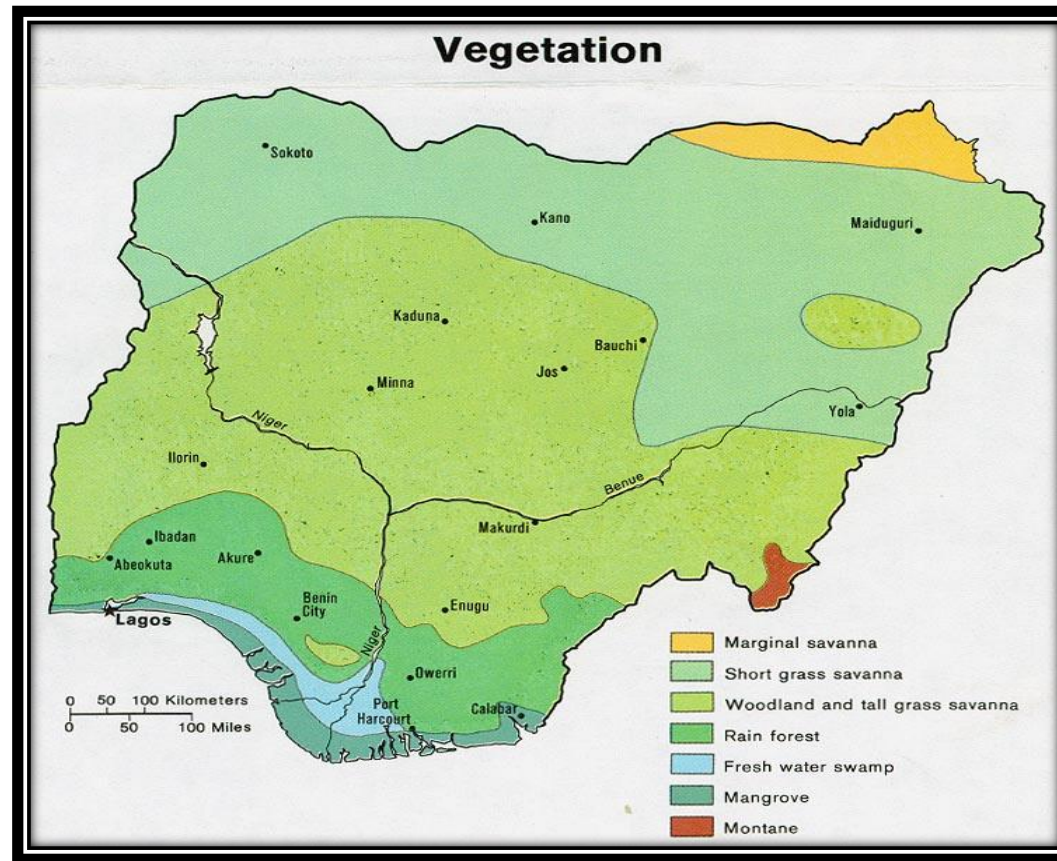 Vegetation
Sokoto
Kano
Maiduguri
Kaduna
Bauchi
Jos
Minna
Yola
Niger
Ilorin
Benue
Makurdi
Ibadan
Akure
Abeokuta
Benin
City
Enugu
Lagos
Niger
Owerri
Port
Harcourt
Calabar
0 50 100 Kilometers
0 50 100 Miles
Marginal savanna
Short grass savanna
Woodland and tall grass savanna
Rain forest
Fresh water swamp
Mangrove
Montane